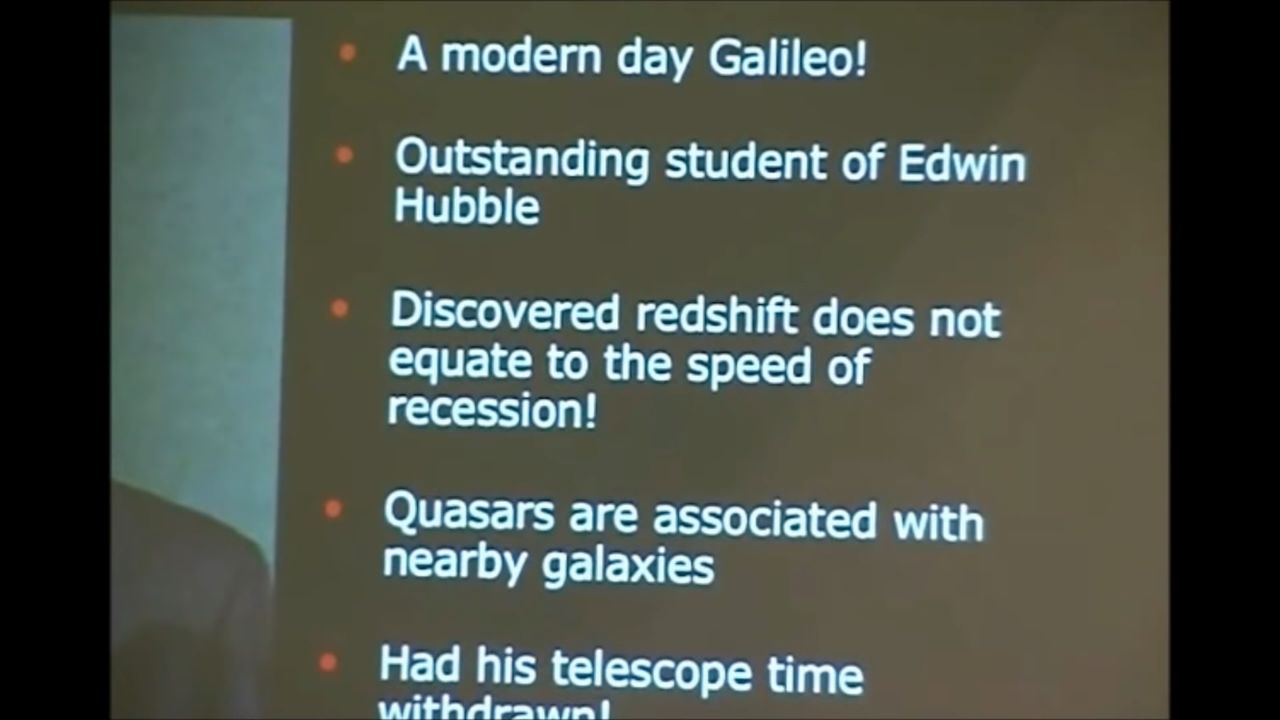 A modern day Galileo!
Outstanding student of Edwin
Hubble
Discovered redshift does not
equate to the speed of
recession!
Quasars are associated with
nearby galaxies
Had his telescope time
withdrawn!